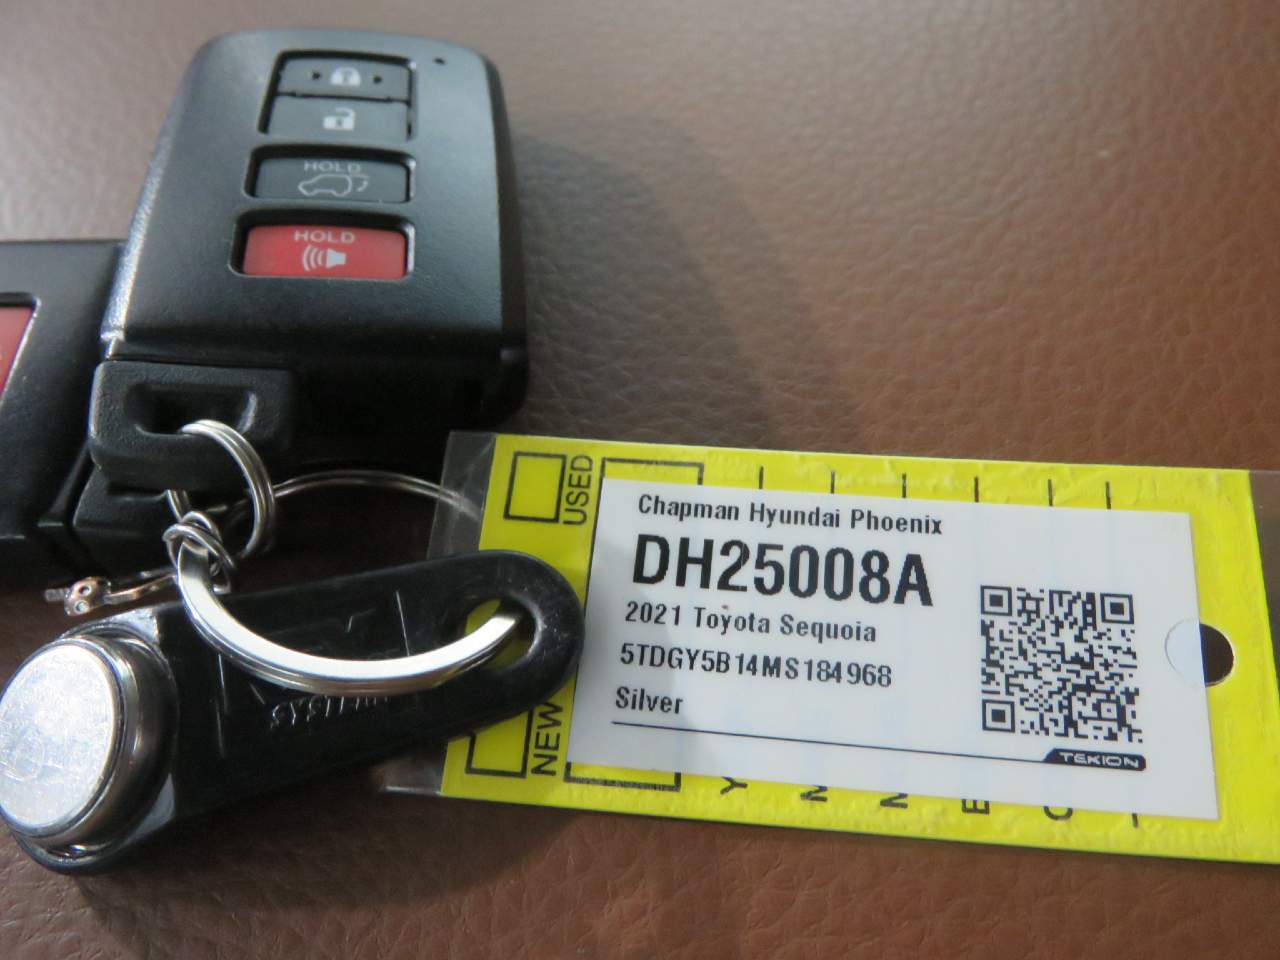 HOLD
HOLD
USED
NEW
Chapman Hyundai Phoenix
DH25008A
2021 Toyota Sequoia
5TDGY5B14MS184968
Silver
TEKION